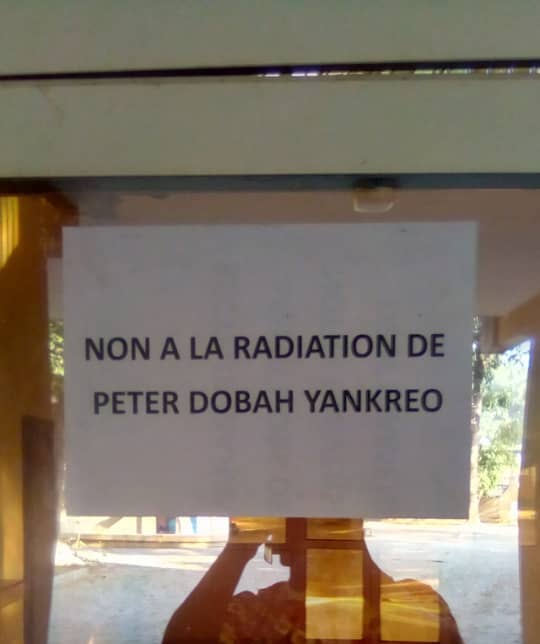 NON A LA RADIATION DE
PETER DOBAH YANKREO